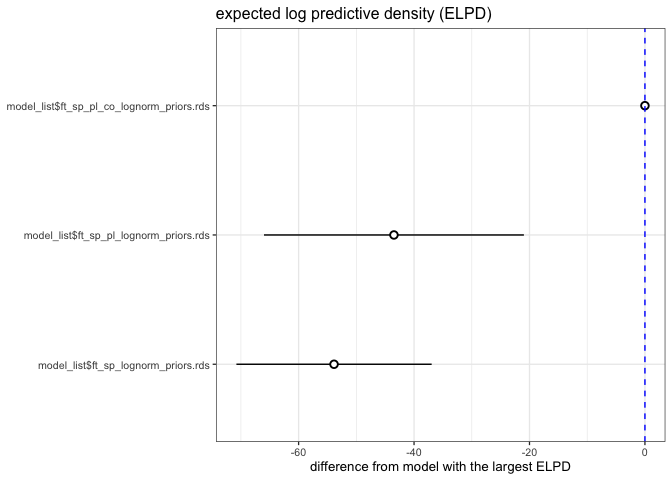 expected log predictive density (ELPD)
model_list$ft_sp_pl_co_lognorm_priors.rds
model_list$ft_sp_pl_lognorm_priors.rds
model_list$ft_sp_lognorm_priors.rds
-60 -40 -20 0
difference from model with the largest ELPD